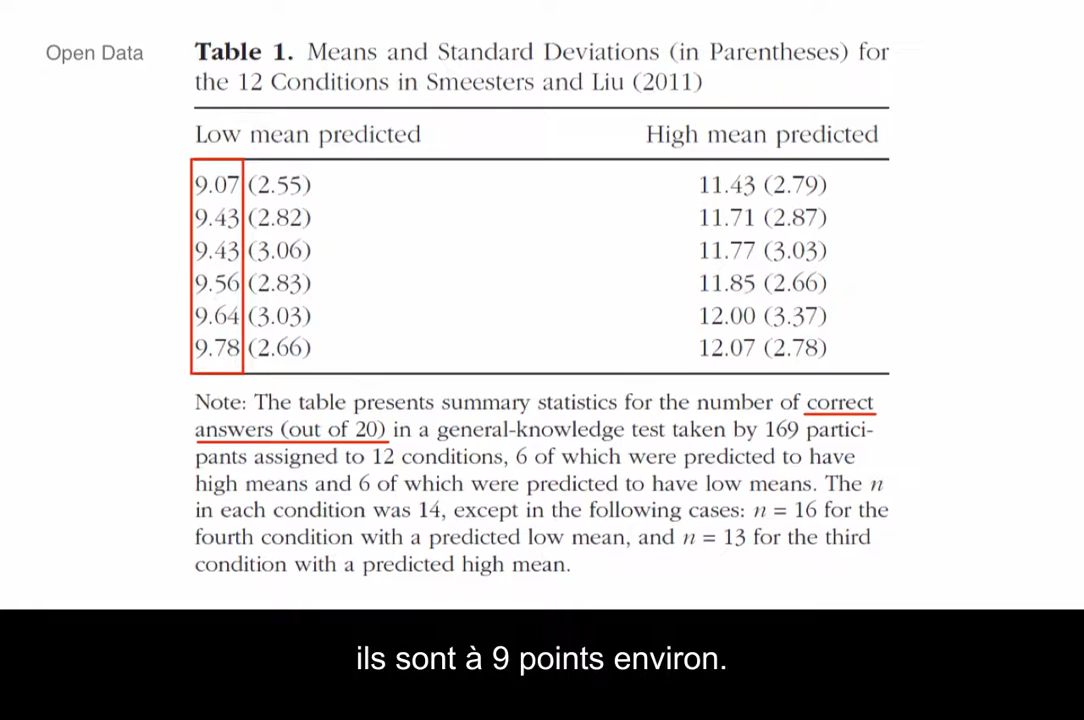 Open Data
Table 1. Means and Standard Deviations (in Parentheses) for
the 12 Conditions in Smeesters and Liu (2011)
Low mean predicted High mean predicted
9.07 (2.55) 11.43 (2.79)
9.43 (2.82) 11.71 (2.87)
9.43 (3.06) 11.77 (3.03)
9.56 (2.83) 11.85 (2.66)
9.64 (3.03) 12.00 (3.37)
9.78 (2.66) 12.07 (2.78)
Note: The table presents summary statistics for the number of correct
answers (out of 20) in a general-knowledge test taken by 169 partici-
pants assigned to 12 conditions, 6 of which were predicted to have
high means and 6 of which were predicted to have low means. The n
in each condition was 14, except in the following cases: n = 16 for the
fourth condition with a predicted low mean, and n = 13 for the third
condition with a predicted high mean.
ils sont à 9 points environ.